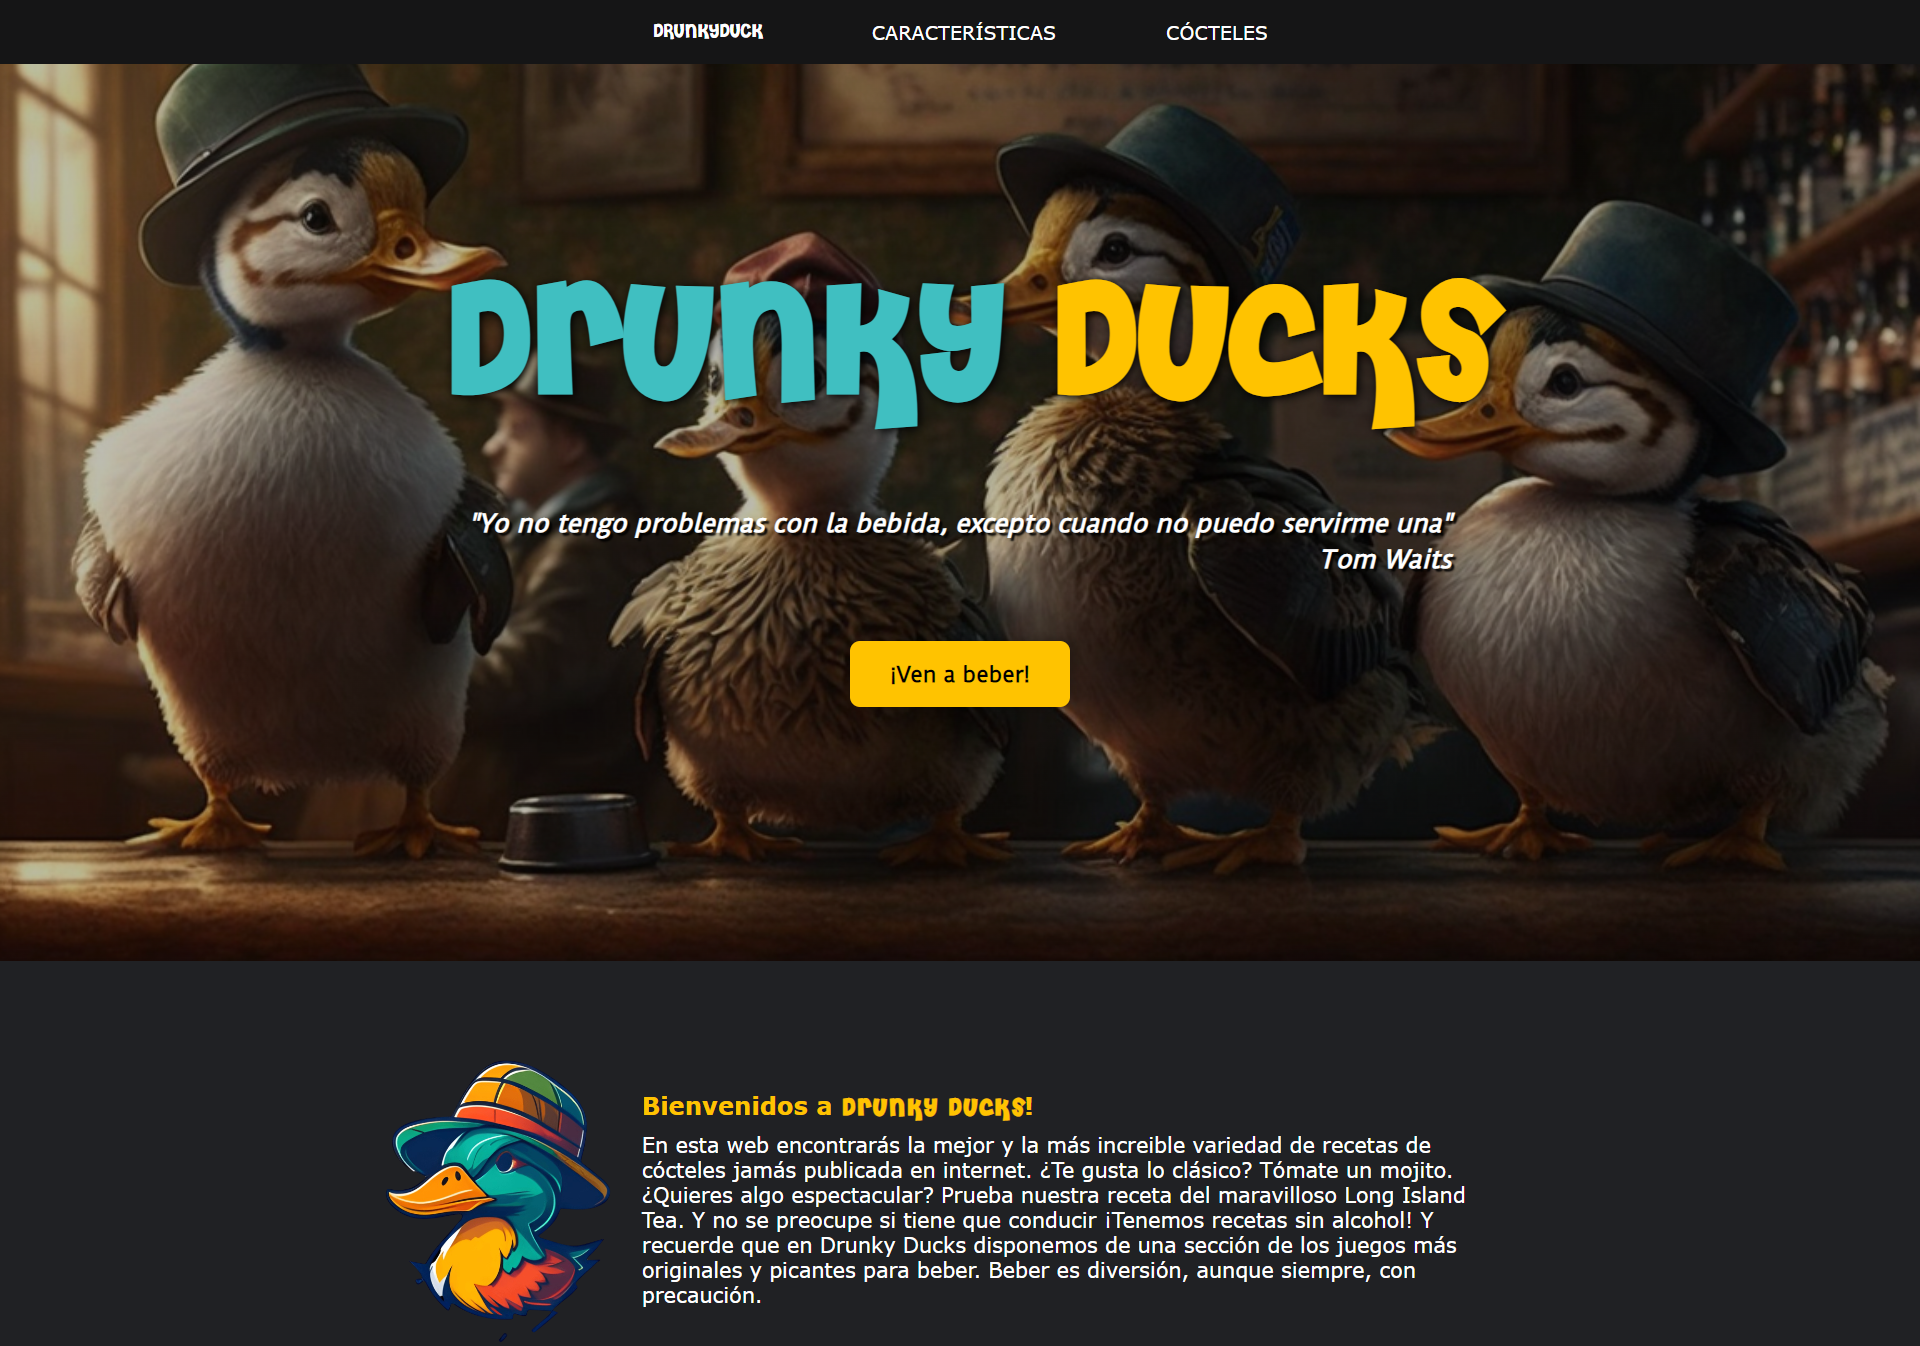 DRUNKYDUCK
CARACTERÍSTICAS
CÓCTELES
DRUNKY DUCKS
"Yo no tengo problemas con la bebida, excepto cuando no puedo servirme una"
Tom Waits
¡Ven a beber!
Bienvenidos a DRUNKY DUCKS!
En esta web encontrarás la mejor y la más increible variedad de recetas de
cócteles jamás publicada en internet. ¿Te gusta lo clásico? Tómate un mojito.
¿Quieres algo espectacular? Prueba nuestra receta del maravilloso Long Island
Tea. Y no se preocupe si tiene que conducir ¡Tenemos recetas sin alcohol! Y
recuerde que en Drunky Ducks disponemos de una sección de los juegos más
originales y picantes para beber. Beber es diversión, aunque siempre, con
precaución.